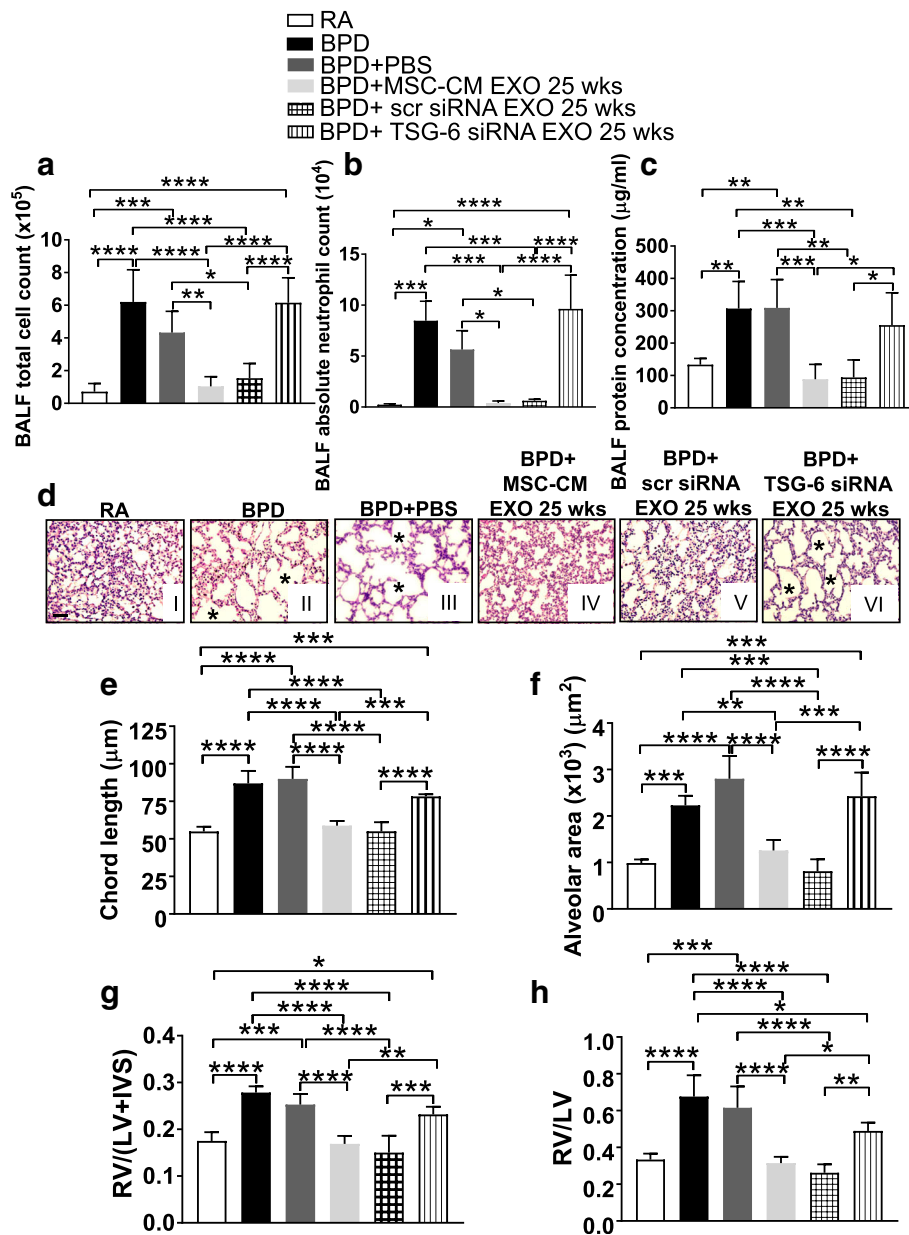 RA
BPD
BPD+PBS
BPD+MSC-CM EXO 25 wks
BPD+ scr siRNA EXO 25 wks
BPD+ TSG-6 siRNA EXO 25 wks
a
BALF total cell count (x10⁵)
8
6
4
2
0
****
***
****
****
****
****
*
****
**
b
BALF absolute neutrophil count (10⁴)
15
10
5
0
****
*
***
****
***
****
***
*
*
c
BALF protein concentration (µg/ml)
500
400
300
200
100
0
**
**
***
**
**
***
*
*
d
RA
BPD
BPD+PBS
BPD+
MSC-CM
EXO 25 wks
BPD+
scr siRNA
EXO 25 wks
BPD+
TSG-6 siRNA
EXO 25 wks
I
* *
II
* *
III
IV
V
* * *
VI
e
Chord length (µm)
125
100
75
50
25
0
***
****
****
****
***
****
****
****
****
f
Alveolar area (x10³) (µm²)
4
3
2
1
0
***
***
****
**
***
****
****
***
****
g
RV/(LV+IVS)
0.4
0.3
0.2
0.1
0.0
*
****
****
***
****
**
****
****
***
h
RV/LV
1.0
0.8
0.6
0.4
0.2
0.0
***
****
****
*
****
*
****
****
**